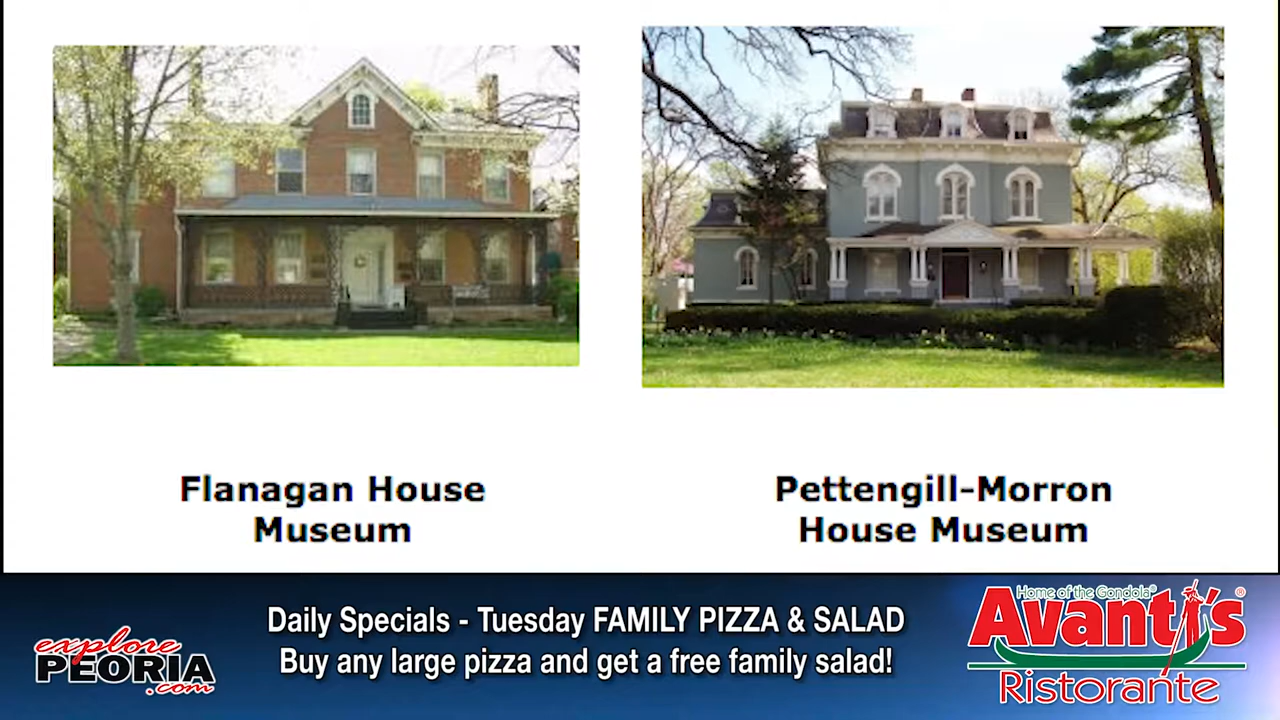 Flanagan House
Museum
Pettengill-Morron
House Museum
explore
PEORIA
.com
Daily Specials - Tuesday FAMILY PIZZA & SALAD
Buy any large pizza and get a free family salad!
Home of the Gondola®
Avanti's®
Ristorante